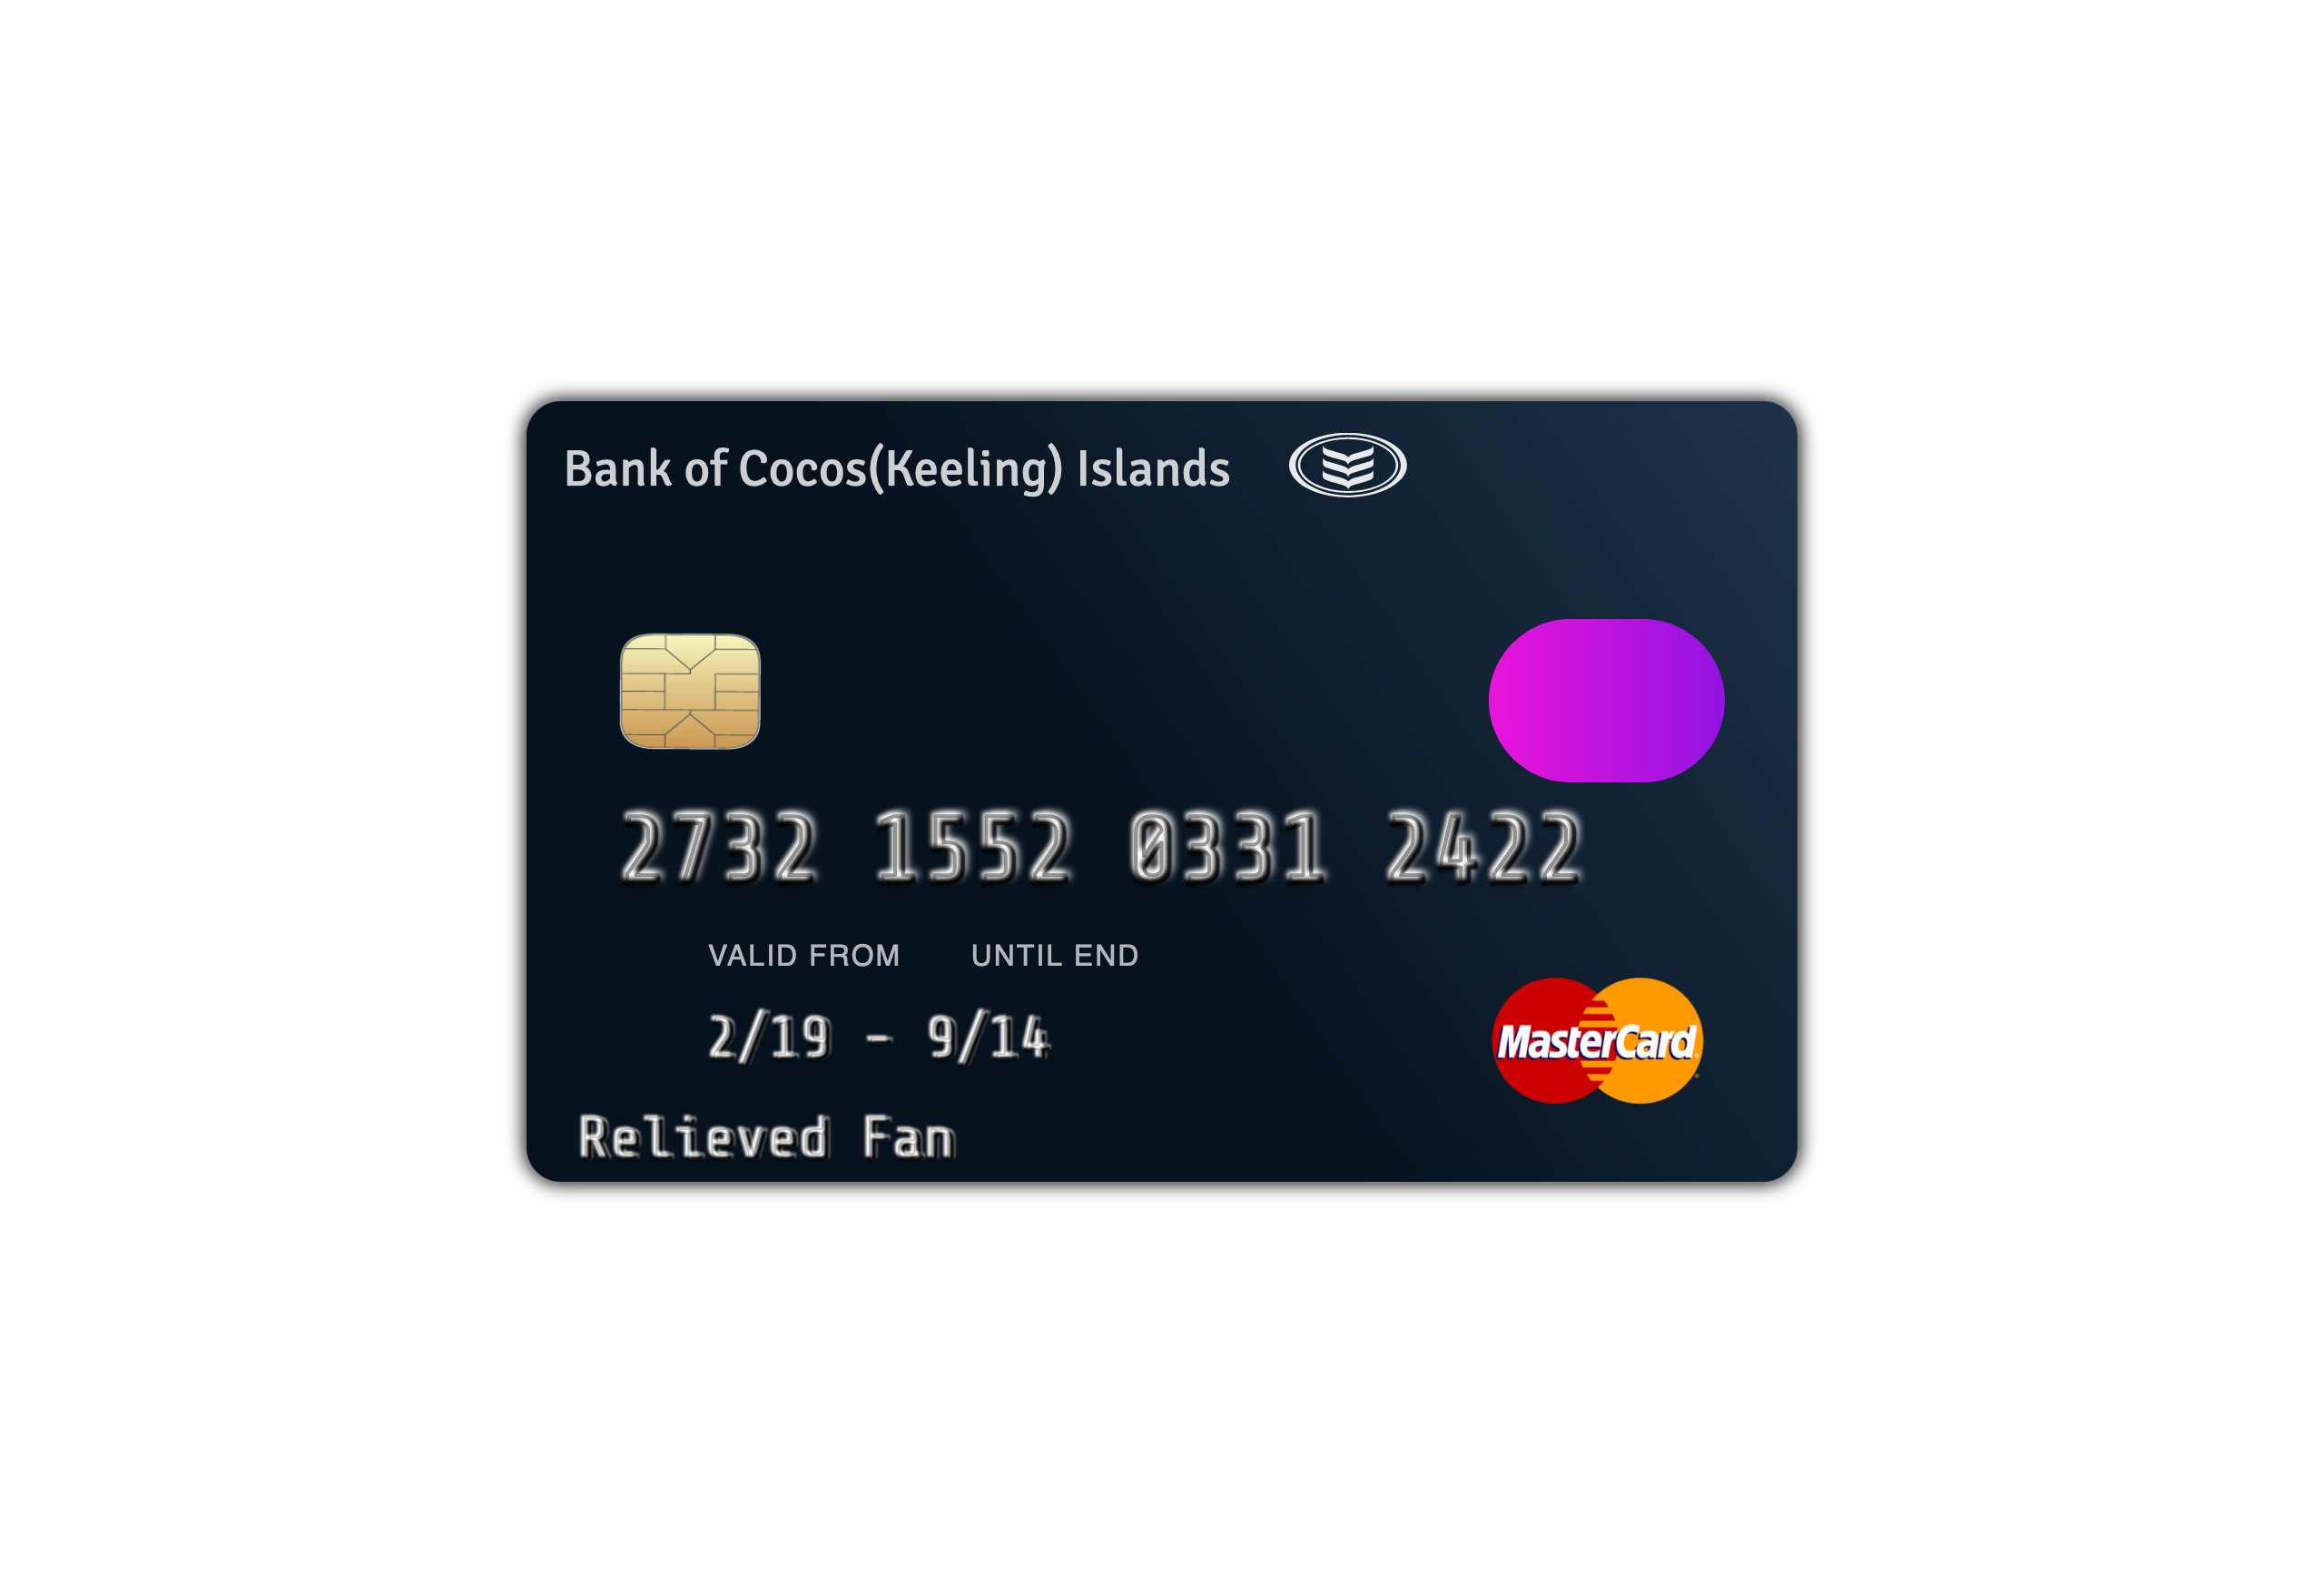 Bank of Cocos(Keeling) Islands
2732 1552 0331 2422
VALID FROM UNTIL END
2/19 - 9/14
MasterCard
Relieved Fan